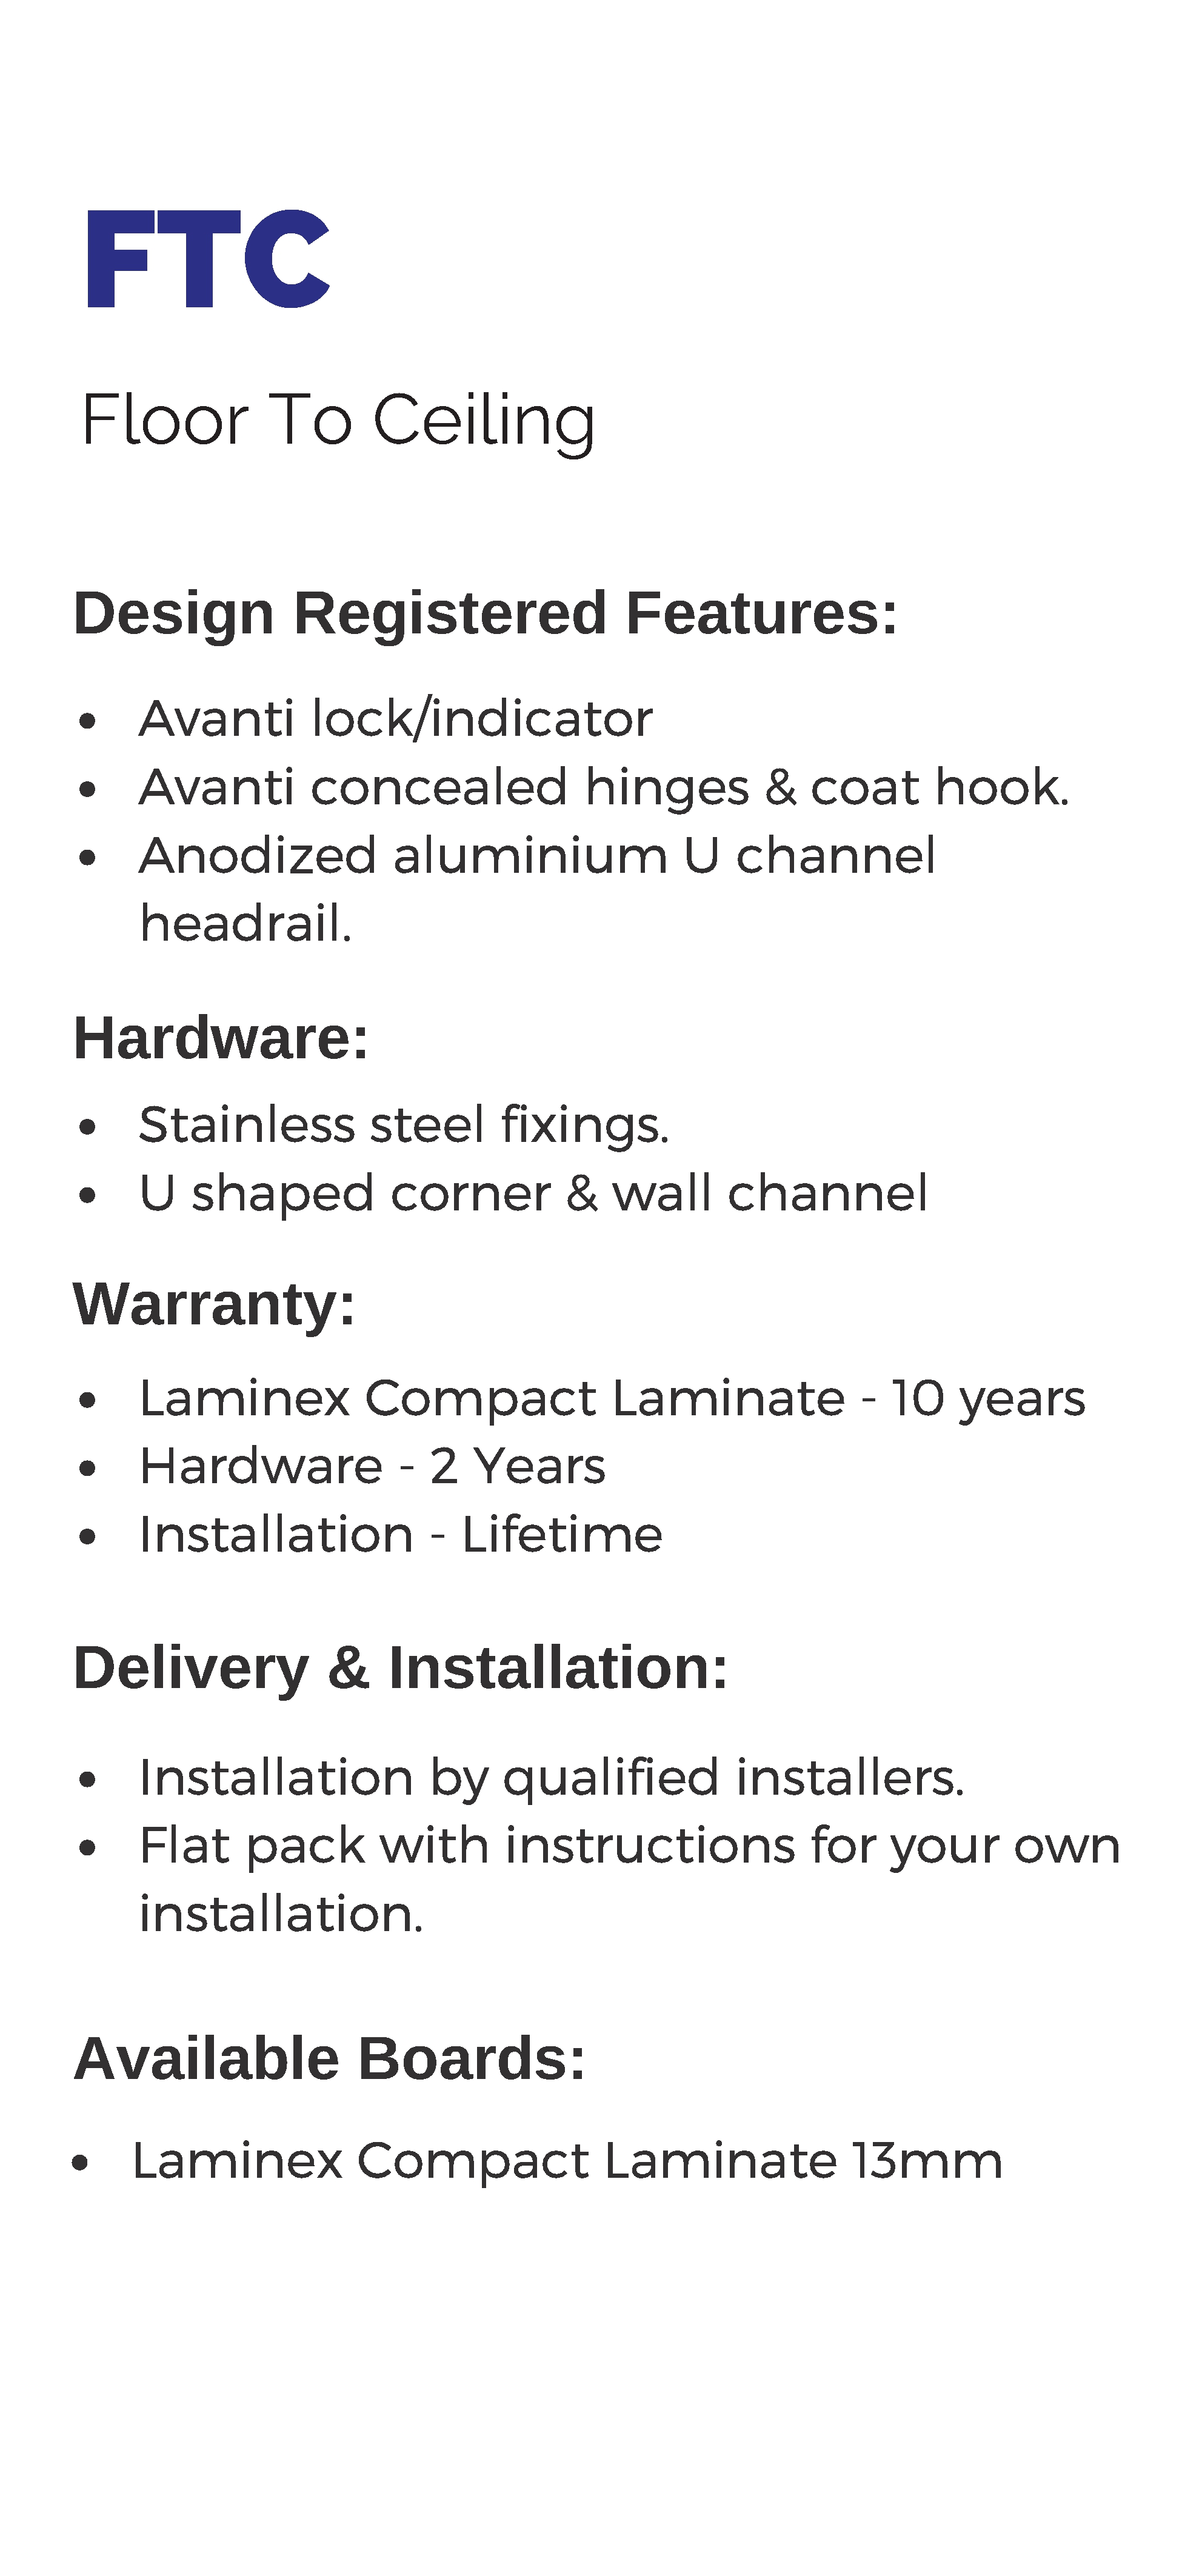 FTC
Floor To Ceiling
Design Registered Features:
• Avanti lock/indicator
• Avanti concealed hinges & coat hook.
• Anodized aluminium U channel
headrail.
Hardware:
• Stainless steel fixings.
• U shaped corner & wall channel
Warranty:
• Laminex Compact Laminate - 10 years
• Hardware - 2 Years
• Installation - Lifetime
Delivery & Installation:
• Installation by qualified installers.
• Flat pack with instructions for your own
installation.
Available Boards:
• Laminex Compact Laminate 13mm